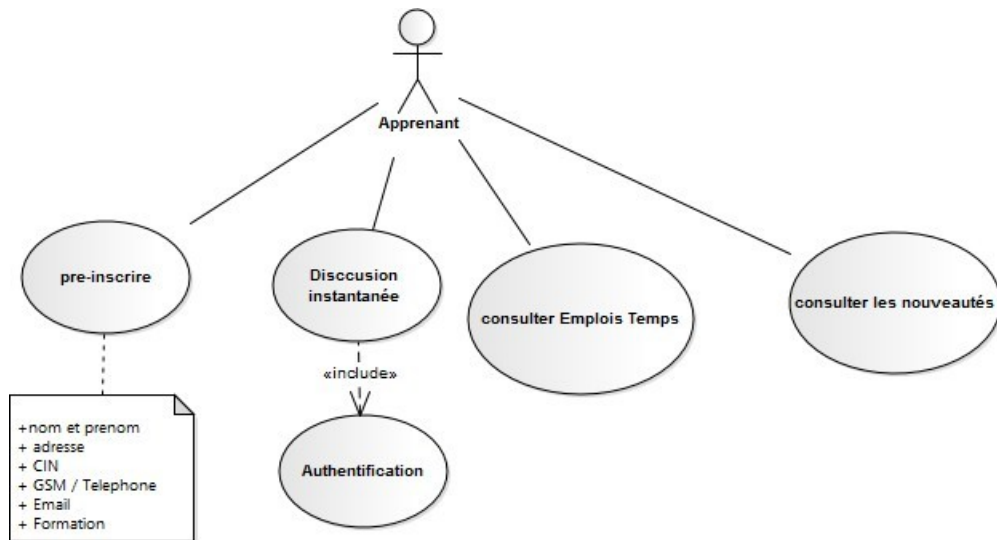 Apprenant
pre-inscrire
Disccusion
instantanée
consulter Emplois Temps
consulter les nouveautés
«include»
+nom et prenom
+ adresse
+ CIN
+ GSM / Telephone
+ Email
+ Formation
Authentification